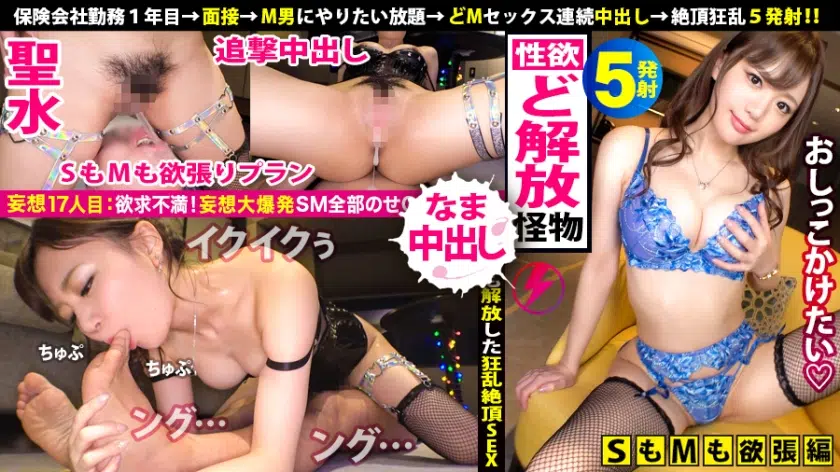 保険会社勤務1年目→面接→M男にやりたい放題→どMセックス連続中出し→絶頂狂乱5発射!!
聖水
追撃中出し
SもMも欲張りプラン
妄想17人目:欲求不満!妄想大爆発SM全部のせ
なま
中出し
イクイクぅ
ちゅぷ
ちゅぷ
ング…
ング…
解放した狂乱絶頂SEX
性欲
ど解放
怪物
5発射
おしっこかけたい♡
SもMも欲張編